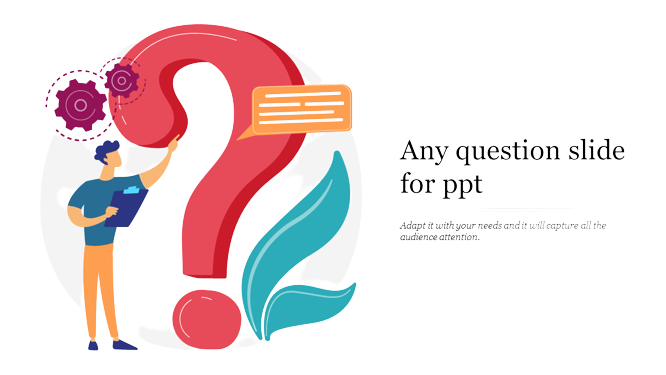 Any question slide
for ppt
Adapt it with your needs and it will capture all the
audience attention.